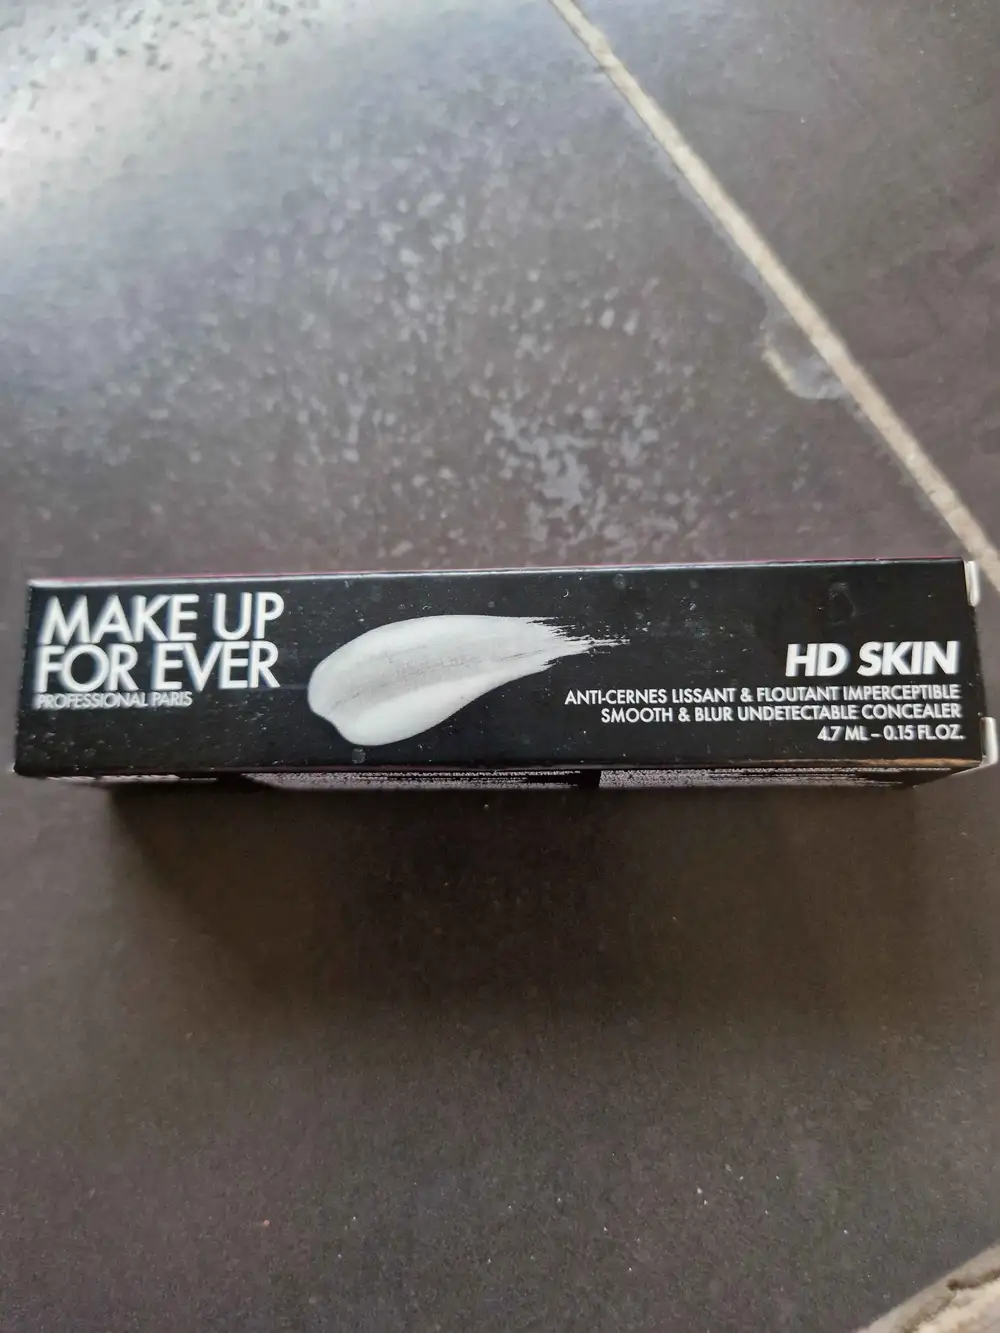 MAKE UP
FOR EVER
PROFESSIONAL PARIS
HD SKIN
ANTI-CERNES LISSANT & FLOUTANT IMPERCEPTIBLE
SMOOTH & BLUR UNDETECTABLE CONCEALER
4.7 ML – 0.15 FL.OZ.